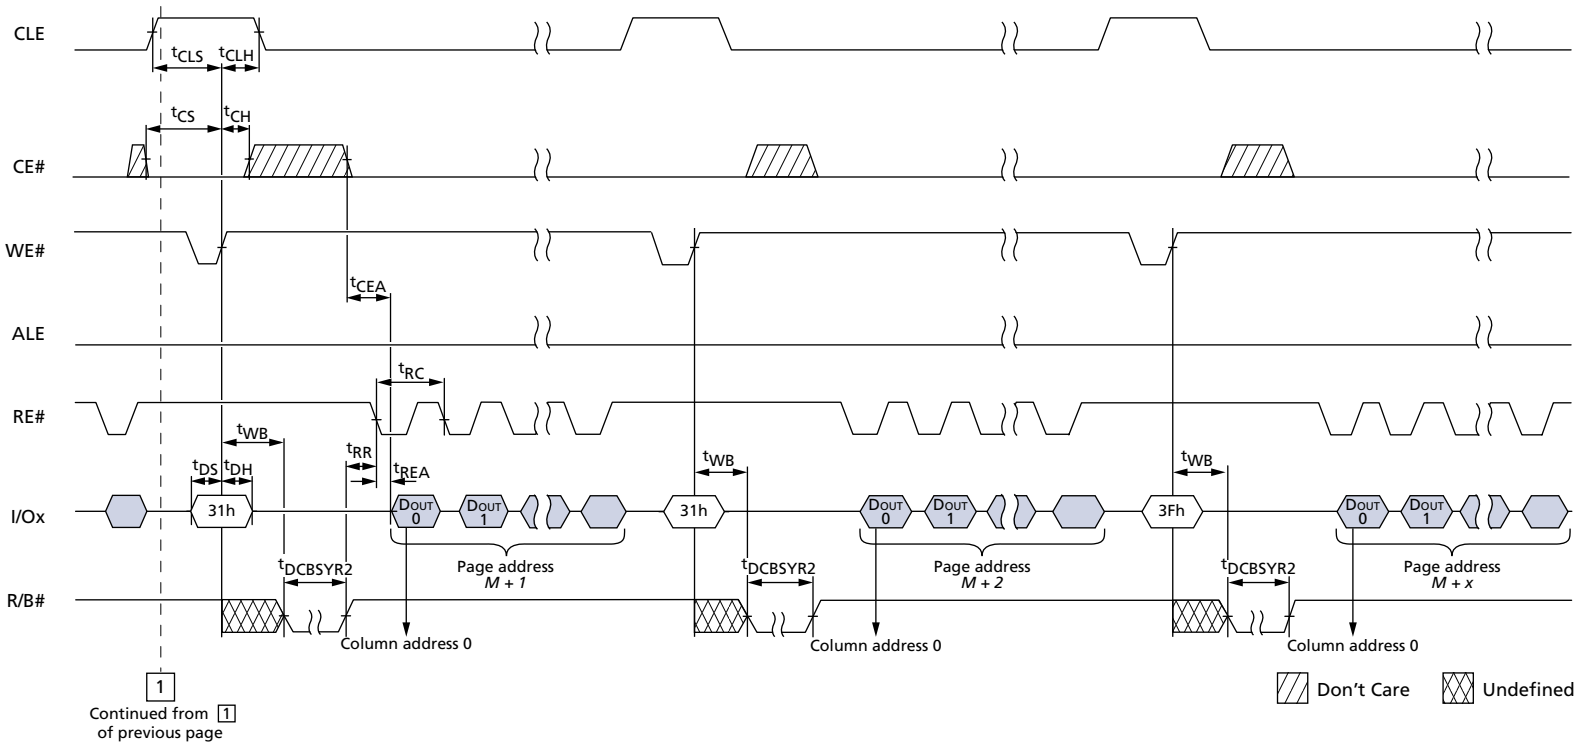 CLE
tCLS
tCLH
tCS
tCH
CE#
WE#
tCEA
ALE
tRC
RE#
tWB
tRR
tREA
tDS
tDH
tWB
tWB
I/Ox
31h
DOUT 0
DOUT 1
31h
DOUT 0
DOUT 1
3Fh
DOUT 0
DOUT 1
Page address
M + 1
Page address
M + 2
Page address
M + x
tDCBSYR2
tDCBSYR2
tDCBSYR2
R/B#
Column address 0
Column address 0
Column address 0
1
Continued from 1
of previous page
Don't Care
Undefined